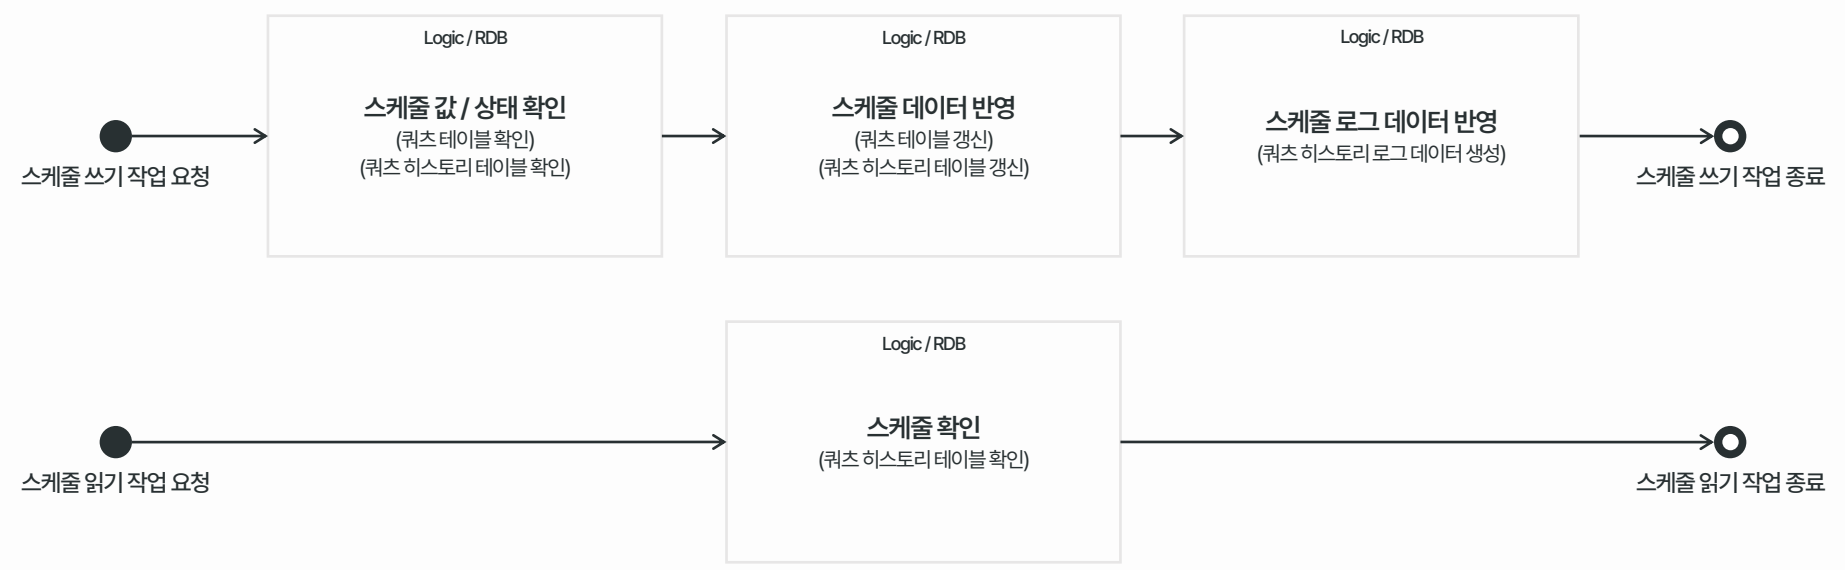 Logic / RDB
스케줄 값 / 상태 확인
(쿼츠 테이블 확인)
(쿼츠 히스토리 테이블 확인)
Logic / RDB
스케줄 데이터 반영
(쿼츠 테이블 갱신)
(쿼츠 히스토리 테이블 갱신)
Logic / RDB
스케줄 로그 데이터 반영
(쿼츠 히스토리 로그 데이터 생성)
스케줄 쓰기 작업 요청
스케줄 쓰기 작업 종료
Logic / RDB
스케줄 확인
(쿼츠 히스토리 테이블 확인)
스케줄 읽기 작업 요청
스케줄 읽기 작업 종료